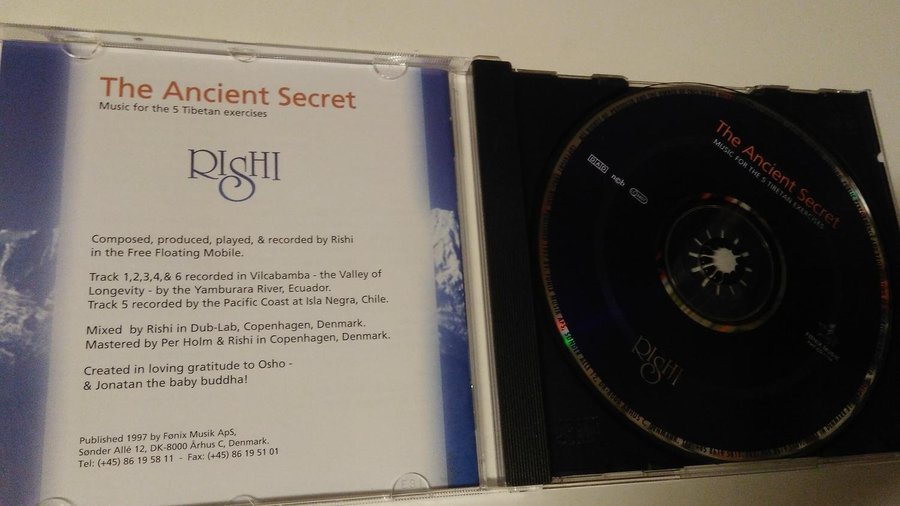 The Ancient Secret
Music for the 5 Tibetan exercises
RISHI
Composed, produced, played, & recorded by Rishi
in the Free Floating Mobile.
Track 1,2,3,4,& 6 recorded in Vilcabamba - the Valley of
Longevity - by the Yamburara River, Ecuador.
Track 5 recorded by the Pacific Coast at Isla Negra, Chile.
Mixed by Rishi in Dub-Lab, Copenhagen, Denmark.
Mastered by Per Holm & Rishi in Copenhagen, Denmark.
Created in loving gratitude to Osho -
& Jonatan the baby buddha!
Published 1997 by Fønix Musik ApS,
Sønder Allé 12, DK-8000 Århus C, Denmark.
Tel: (+45) 86 19 58 11 - Fax: (+45) 86 19 51 01
The Ancient Secret
MUSIC FOR THE 5 TIBETAN EXERCISES
DAD
ncb
RISHI